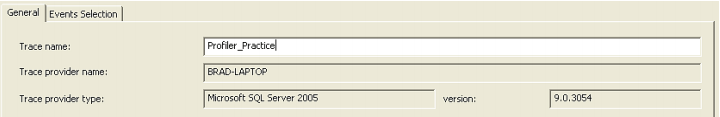 General Events Selection
Trace name: Profiler_Practice
Trace provider name: BRAD-LAPTOP
Trace provider type: Microsoft SQL Server 2005 version: 9.0.3054